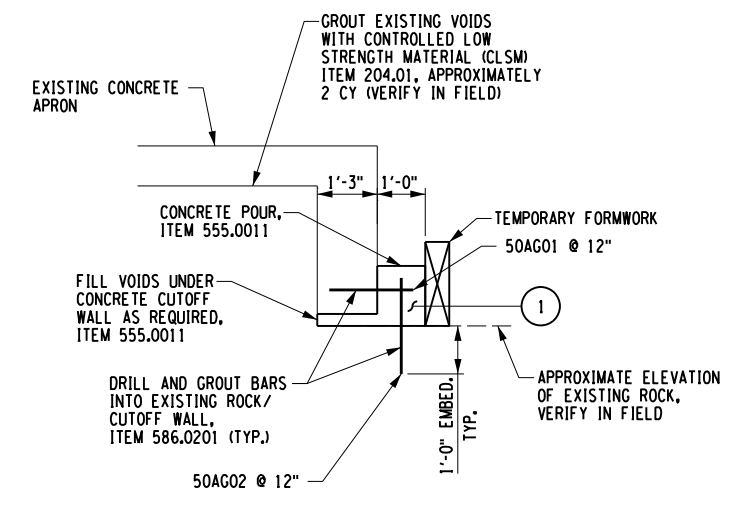 GROUT EXISTING VOIDS
WITH CONTROLLED LOW
STRENGTH MATERIAL (CLSM)
ITEM 204.01, APPROXIMATELY
2 CY (VERIFY IN FIELD)
EXISTING CONCRETE
APRON
1'-3"
1'-0"
CONCRETE POUR,
ITEM 555.0011
TEMPORARY FORMWORK
50AG01 @ 12"
FILL VOIDS UNDER
CONCRETE CUTOFF
WALL AS REQUIRED,
ITEM 555.0011
1
DRILL AND GROUT BARS
INTO EXISTING ROCK/
CUTOFF WALL,
ITEM 586.0201 (TYP.)
1'-0" EMBED.
TYP.
APPROXIMATE ELEVATION
OF EXISTING ROCK,
VERIFY IN FIELD
50AG02 @ 12"